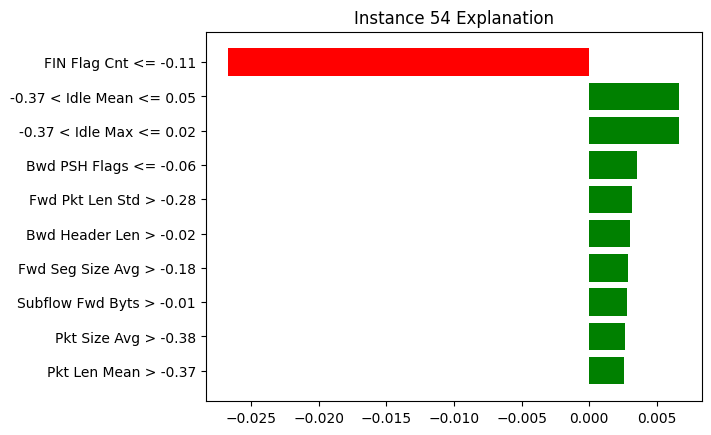 Instance 54 Explanation
FIN Flag Cnt <= -0.11
-0.37 < Idle Mean <= 0.05
-0.37 < Idle Max <= 0.02
Bwd PSH Flags <= -0.06
Fwd Pkt Len Std > -0.28
Bwd Header Len > -0.02
Fwd Seg Size Avg > -0.18
Subflow Fwd Byts > -0.01
Pkt Size Avg > -0.38
Pkt Len Mean > -0.37
−0.025 −0.020 −0.015 −0.010 −0.005 0.000 0.005